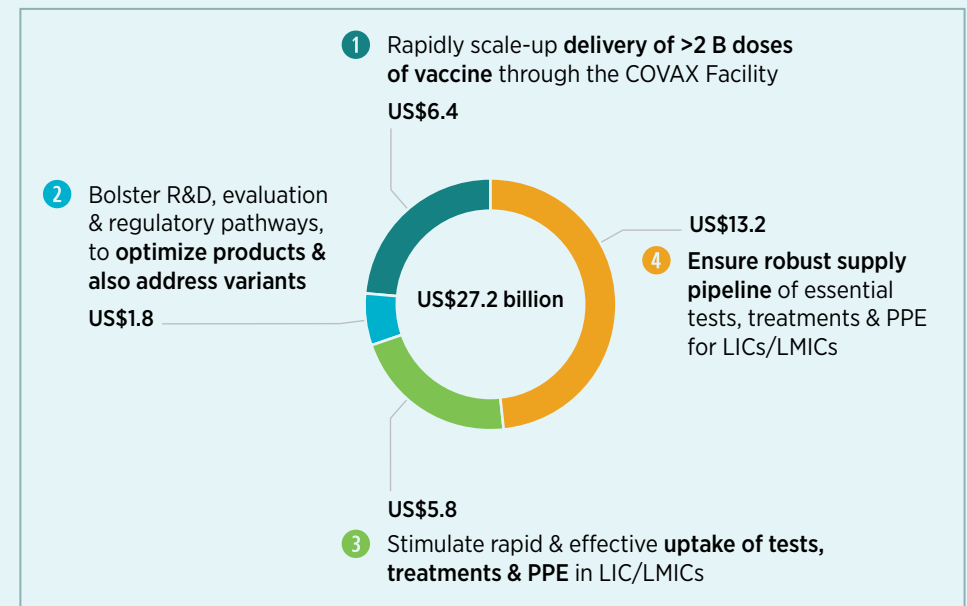 1 Rapidly scale-up delivery of >2 B doses
of vaccine through the COVAX Facility
US$6.4
2 Bolster R&D, evaluation
& regulatory pathways,
to optimize products &
also address variants
US$1.8
US$27.2 billion
US$13.2
4 Ensure robust supply
pipeline of essential
tests, treatments & PPE
for LICs/LMICs
US$5.8
3 Stimulate rapid & effective uptake of tests,
treatments & PPE in LIC/LMICs